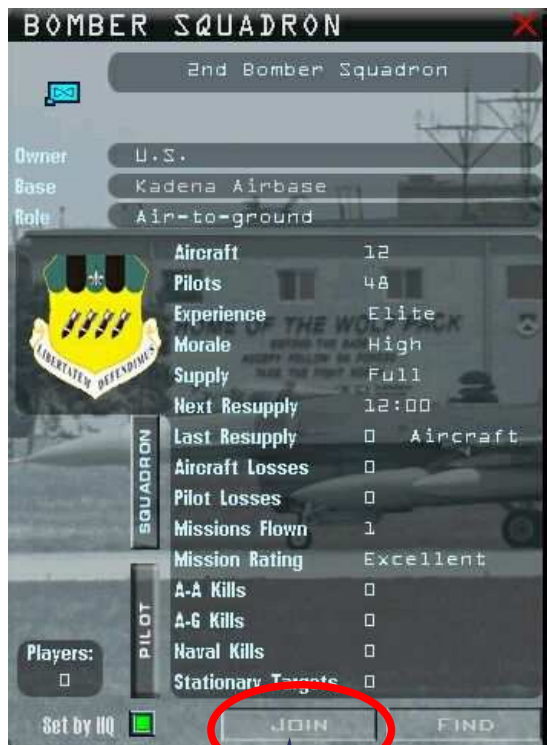 BOMBER SQUADRON
2nd Bomber Squadron
Owner U.S.
Base Kadena Airbase
Role Air-to-ground
Aircraft 12
Pilots 48
Experience Elite
Morale High
Supply Full
Next Resupply 12:00
Last Resupply 0 Aircraft
Aircraft Losses 0
Pilot Losses 0
Missions Flown 1
Mission Rating Excellent
A-A Kills 0
A-G Kills 0
Naval Kills 0
Stationary Targets 0
LIBERTATEM DEFENDIMUS
HOME OF THE WOLF PACK
SQUADRON
PILOT
Players:
0
Set by HQ
JOIN
FIND